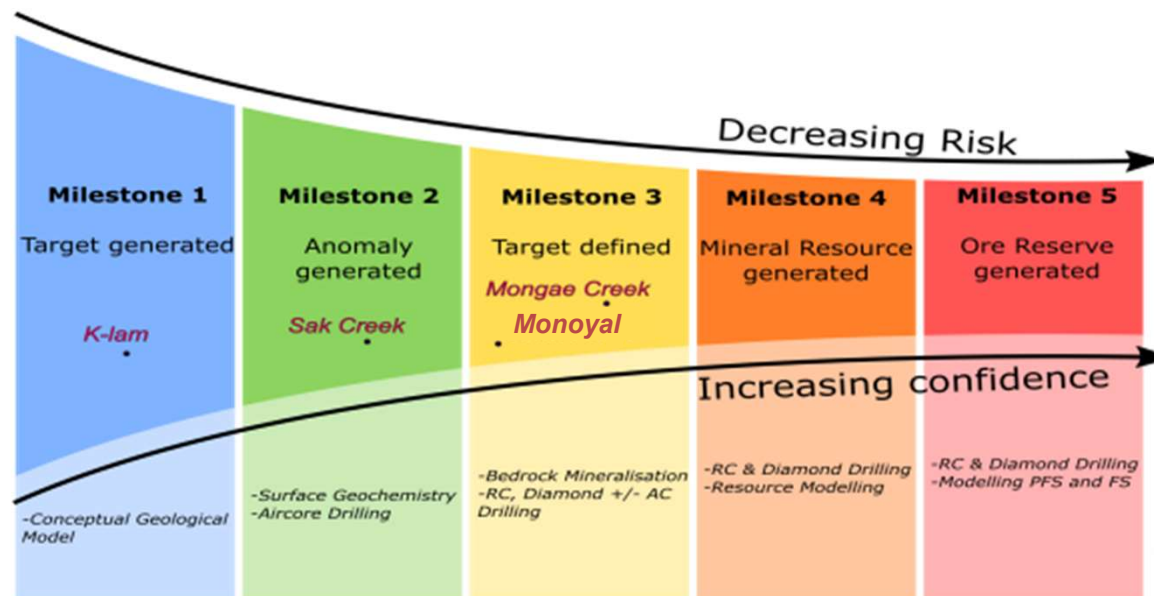 Decreasing Risk
Milestone 1
Target generated
K-lam
-Conceptual Geological
Model
Milestone 2
Anomaly
generated
Sak Creek
-Surface Geochemistry
-Aircore Drilling
Milestone 3
Target defined
Mongae Creek
Monoyal
-Bedrock Mineralisation
-RC, Diamond +/- AC
Drilling
Milestone 4
Mineral Resource
generated
-RC & Diamond Drilling
-Resource Modelling
Milestone 5
Ore Reserve
generated
-RC & Diamond Drilling
-Modelling PFS and FS
Increasing confidence